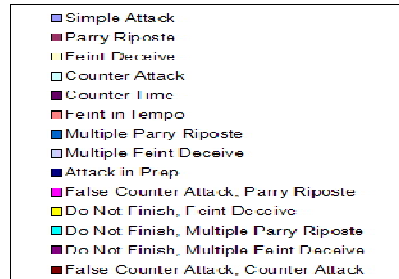 Simple Attack
Parry Riposte
Feint Deceive
Counter Attack
Counter Time
Feint in Tempo
Multiple Parry Riposte
Multiple Feint Deceive
Attack in Prep
False Counter Attack, Parry Riposte
Do Not Finish, Feint Deceive
Do Not Finish, Multiple Parry Riposte
Do Not Finish, Multiple Feint Deceive
False Counter Attack, Counter Attack